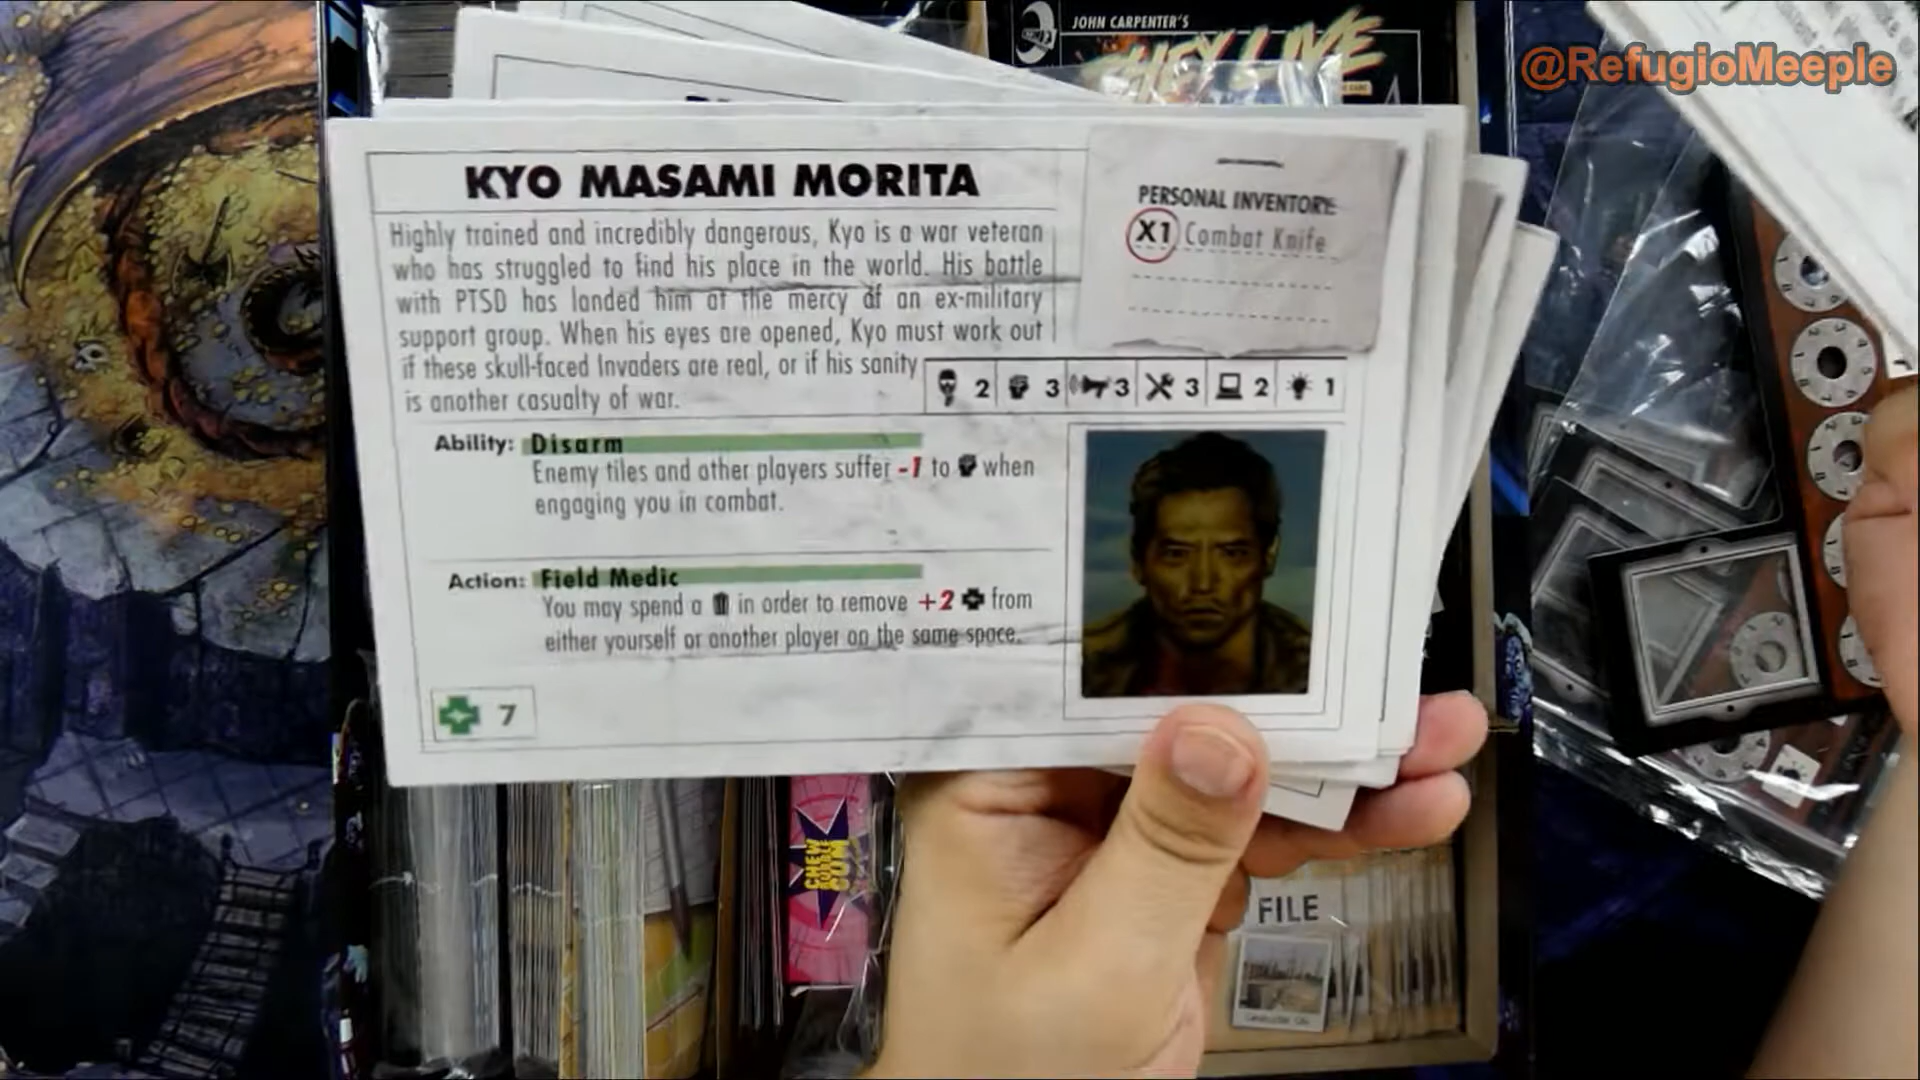 JOHN CARPENTER'S
THEY LIVE
@RefugioMeeple
KYO MASAMI MORITA
Highly trained and incredibly dangerous, Kyo is a war veteran
who has struggled to find his place in the world. His battle
with PTSD has landed him at the mercy of an ex-military
support group. When his eyes are opened, Kyo must work out
if these skull-faced Invaders are real, or if his sanity
is another casualty of war.
PERSONAL INVENTORY:
X1 Combat Knife
2 3 3 3 2 1
Ability: Disarm
Enemy tiles and other players suffer -1 to when
engaging you in combat.
Action: Field Medic
You may spend a in order to remove +2 from
either yourself or another player on the same space.
7
CHEW
BUBBLE
GUM
FILE